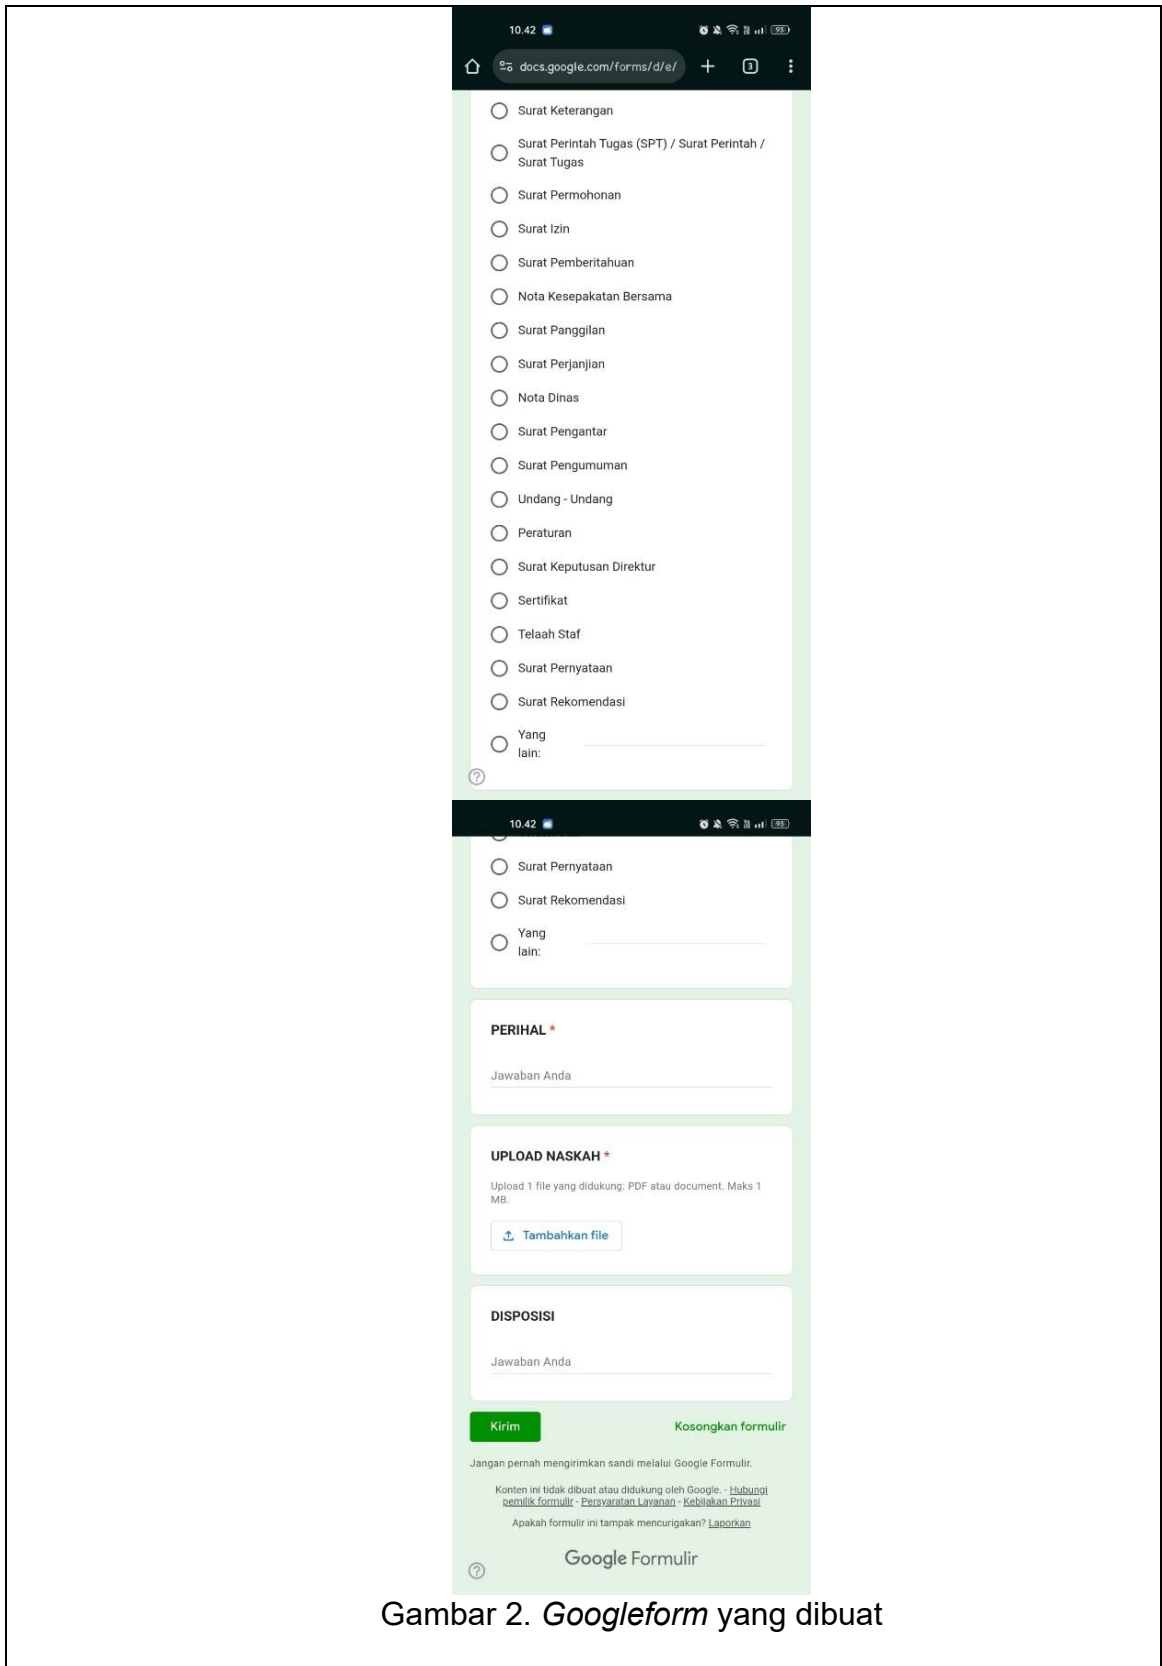 10.42
93
docs.google.com/forms/d/e/
3
Surat Keterangan
Surat Perintah Tugas (SPT) / Surat Perintah /
Surat Tugas
Surat Permohonan
Surat Izin
Surat Pemberitahuan
Nota Kesepakatan Bersama
Surat Panggilan
Surat Perjanjian
Nota Dinas
Surat Pengantar
Surat Pengumuman
Undang - Undang
Peraturan
Surat Keputusan Direktur
Sertifikat
Telaah Staf
Surat Pernyataan
Surat Rekomendasi
Yang
lain:
10.42
93
Surat Pernyataan
Surat Rekomendasi
Yang
lain:
PERIHAL *
Jawaban Anda
UPLOAD NASKAH *
Upload 1 file yang didukung: PDF atau document. Maks 1
MB.
Tambahkan file
DISPOSISI
Jawaban Anda
Kirim
Kosongkan formulir
Jangan pernah mengirimkan sandi melalui Google Formulir.
Konten ini tidak dibuat atau didukung oleh Google. - Hubungi
pemilik formulir - Persyaratan Layanan - Kebijakan Privasi
Apakah formulir ini tampak mencurigakan? Laporkan
Google Formulir
Gambar 2. Googleform yang dibuat